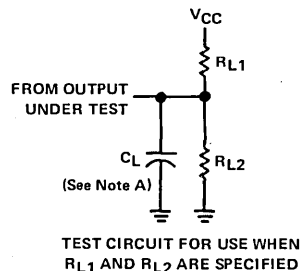 VCC
RL1
FROM OUTPUT
UNDER TEST
CL
RL2
(See Note A)
TEST CIRCUIT FOR USE WHEN
RL1 AND RL2 ARE SPECIFIED